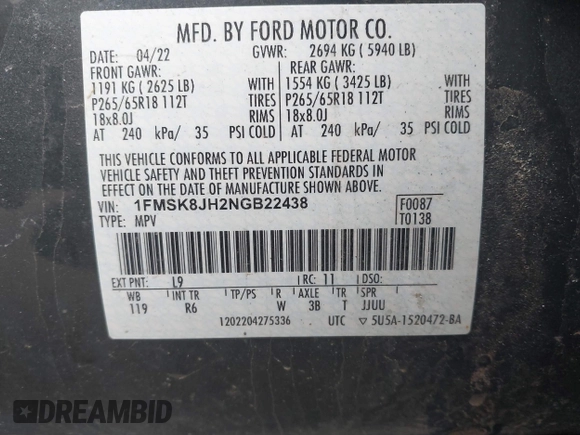 MFD. BY FORD MOTOR CO.
DATE: 04/22 GVWR: 2694 KG ( 5940 LB)
FRONT GAWR: REAR GAWR:
1191 KG ( 2625 LB) WITH 1554 KG ( 3425 LB) WITH
P265/65R18 112T TIRES P265/65R18 112T TIRES
18x8.0J RIMS 18x8.0J RIMS
AT 240 kPa/ 35 PSI COLD AT 240 kPa/ 35 PSI COLD
THIS VEHICLE CONFORMS TO ALL APPLICABLE FEDERAL MOTOR
VEHICLE SAFETY AND THEFT PREVENTION STANDARDS IN
EFFECT ON THE DATE OF MANUFACTURE SHOWN ABOVE.
VIN: 1FMSK8JH2NGB22438 F0087
TYPE: MPV T0138
EXT PNT: L9 RC: 11 DSO:
WB INT TR TP/PS R AXLE TR SPR
119 R6 W 3B T JJUU
1202204275336 UTC ▽ 5U5A-1520472-BA
DREAMBID